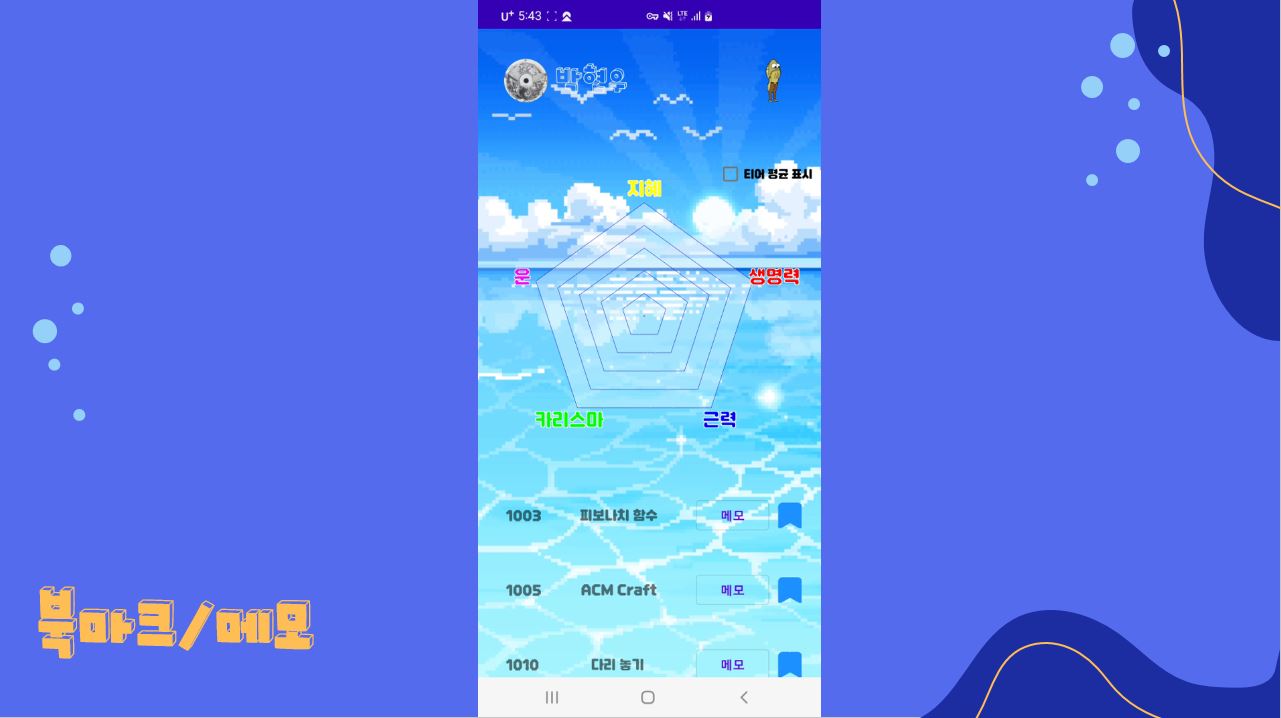 U+ 5:43 LTE
박현우
티어 평균 표시
지혜
운
생명력
카리스마
근력
1003 피보나치 함수 메모
1005 ACM Craft 메모
1010 다리 놓기 메모
북마크/메모